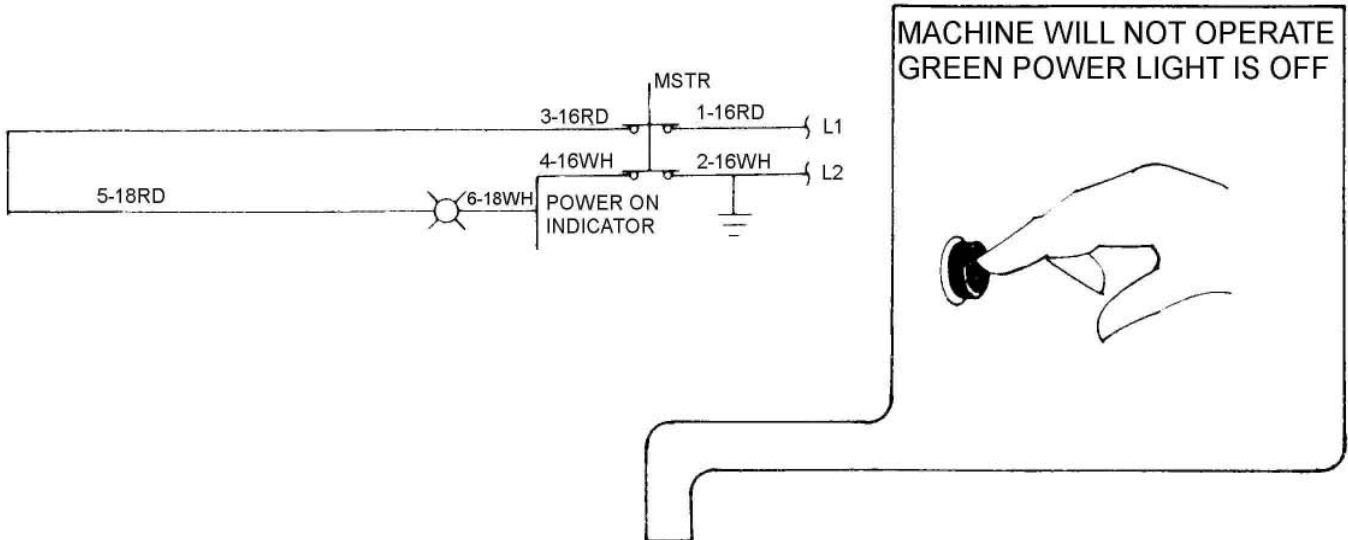 MACHINE WILL NOT OPERATE
GREEN POWER LIGHT IS OFF
MSTR
3-16RD
1-16RD
L1
4-16WH
2-16WH
L2
5-18RD
6-18WH
POWER ON
INDICATOR